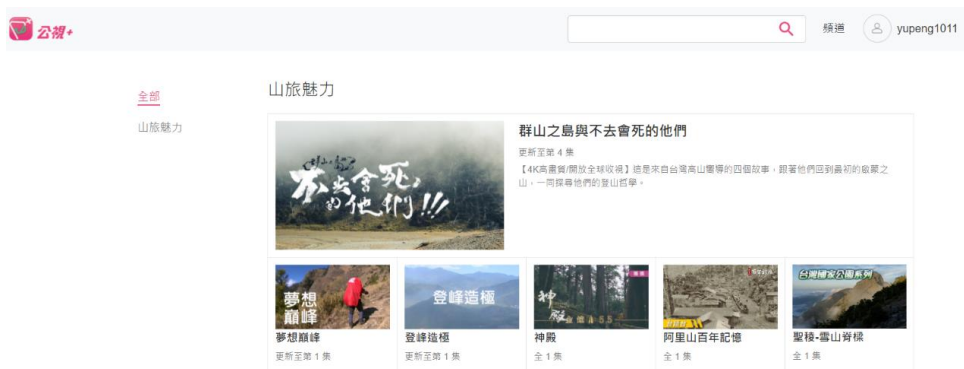 公視+
頻道
yupeng1011
全部
山旅魅力
山旅魅力
群山之島與不去會死的他們
更新至第 4 集
【4K高畫質/開放全球收視】這是來自台灣高山嚮導的四個故事，跟著他們回到最初的啟蒙之
山，一同探尋他們的登山哲學。
不去會死
的他們!!!
夢想
巔峰
夢想巔峰
更新至第 1 集
登峰造極
登峰造極
更新至第 1 集
神殿
神殿
全 1 集
阿里山百年記憶
全 1 集
台灣國家公園系列
聖稜-雪山脊樑
全 1 集